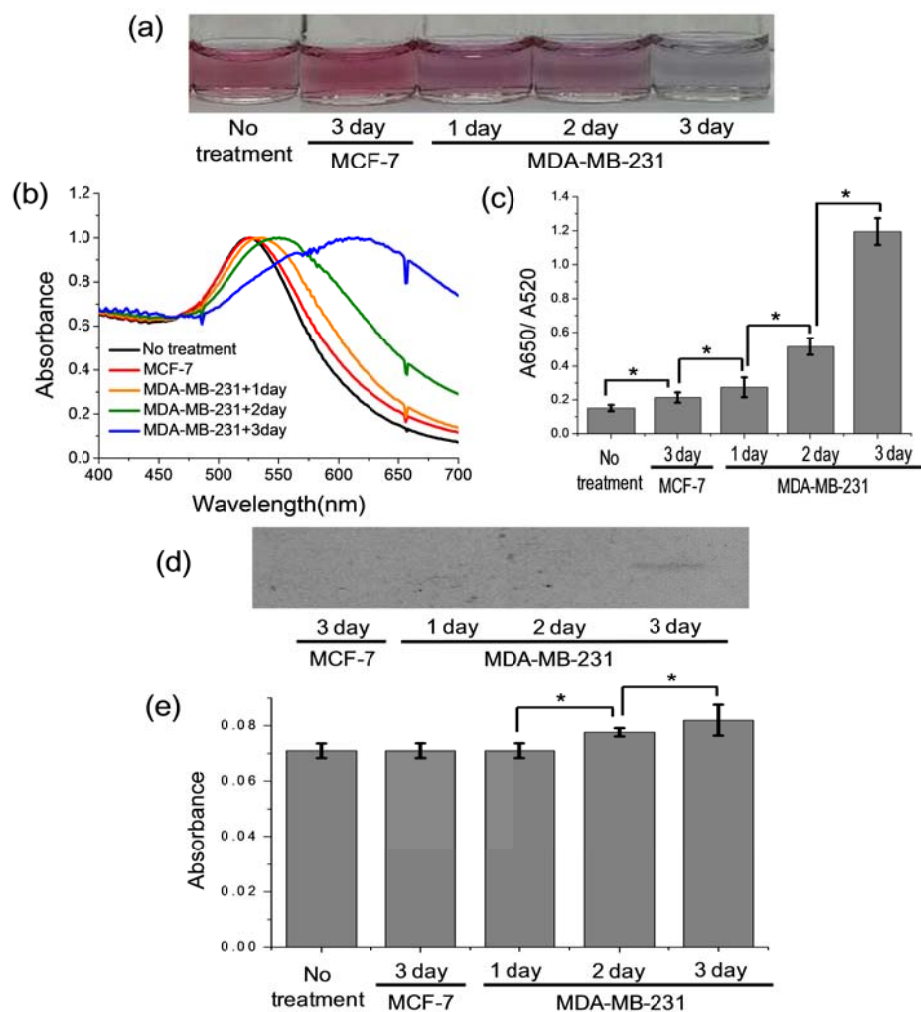 (a)
No treatment
3 day
1 day
2 day
3 day
MCF-7
MDA-MB-231
(b)
Absorbance
1.2
1.0
0.8
0.6
0.4
0.2
0.0
No treatment
MCF-7
MDA-MB-231+1day
MDA-MB-231+2day
MDA-MB-231+3day
400
450
500
550
600
650
700
Wavelength(nm)
(c)
A650/ A520
1.4
1.2
1.0
0.8
0.6
0.4
0.2
0.0
*
*
*
*
No treatment
3 day
1 day
2 day
3 day
MCF-7
MDA-MB-231
(d)
3 day
1 day
2 day
3 day
MCF-7
MDA-MB-231
(e)
Absorbance
0.08
0.06
0.04
0.02
0.00
*
*
No treatment
3 day
1 day
2 day
3 day
MCF-7
MDA-MB-231